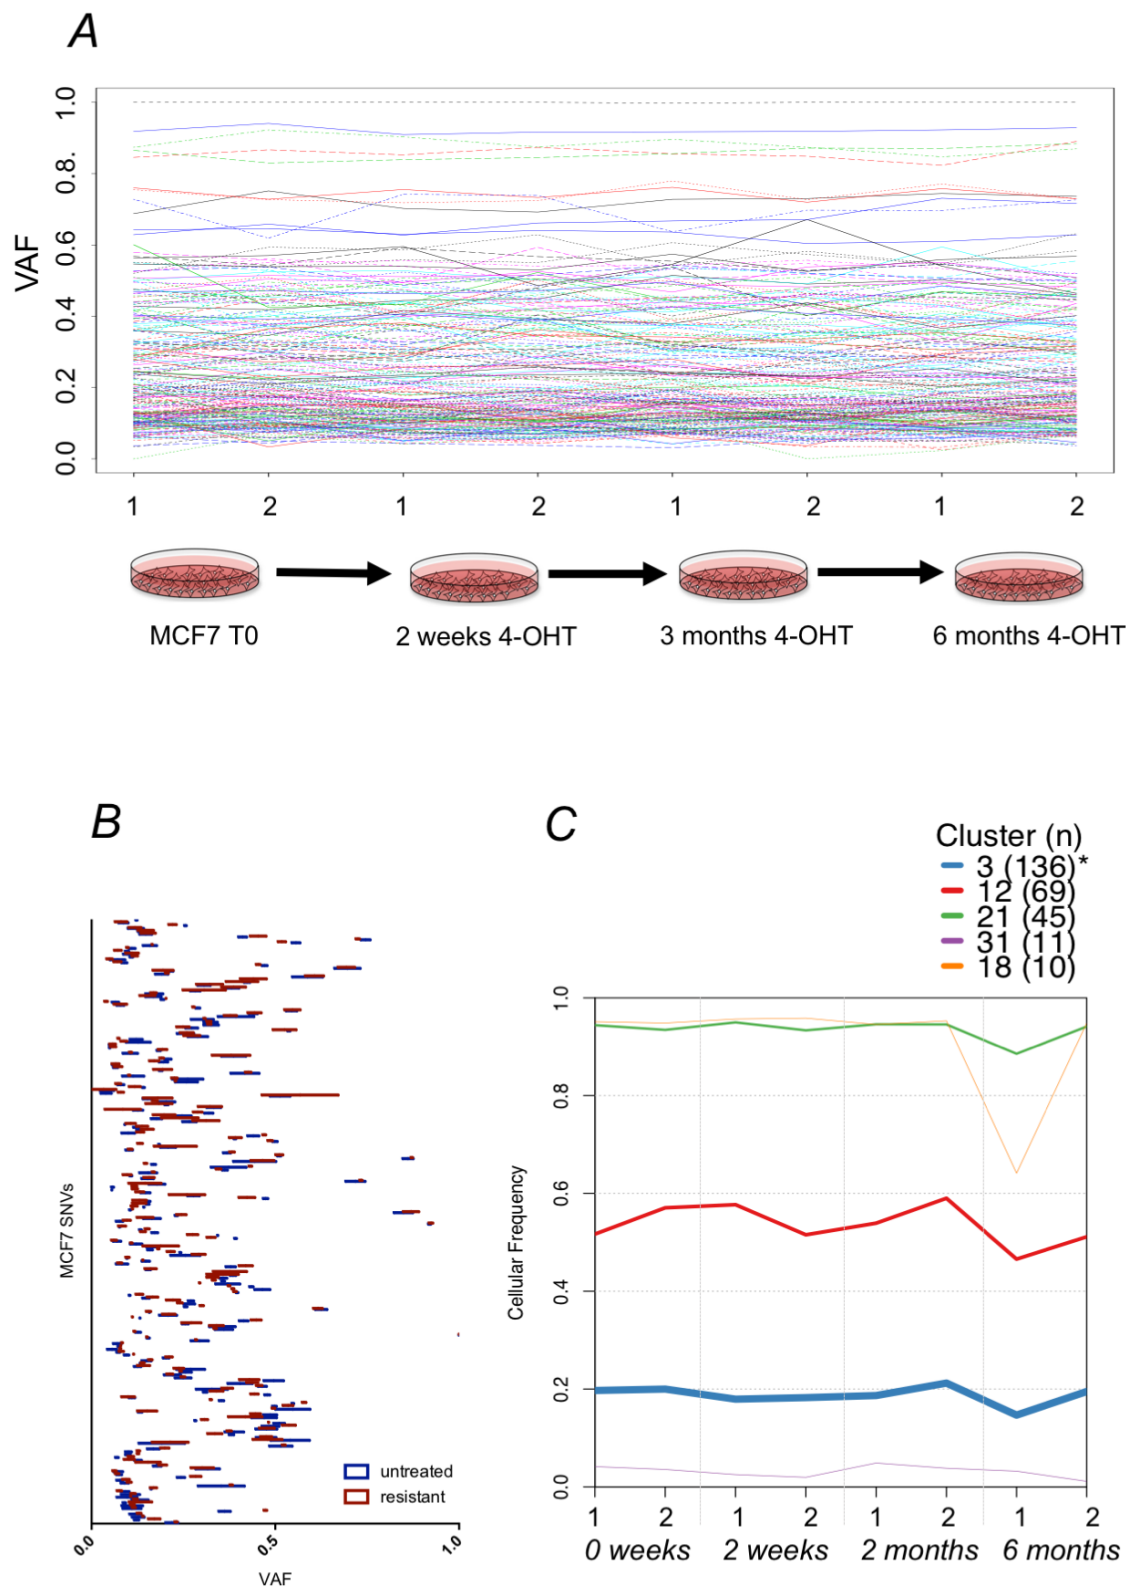 A
VAF
1.0
0.8.
0.6
0.4
0.2
0.0
1 2 1 2 1 2 1 2
MCF7 T0 2 weeks 4-OHT 3 months 4-OHT 6 months 4-OHT
B
MCF7 SNVs
untreated
resistant
0.0 0.5 1.0
VAF
C
Cluster (n)
3 (136)*
12 (69)
21 (45)
31 (11)
18 (10)
Cellular Frequency
1.0
0.8
0.6
0.4
0.2
0.0
1 2 1 2 1 2 1 2
0 weeks 2 weeks 2 months 6 months